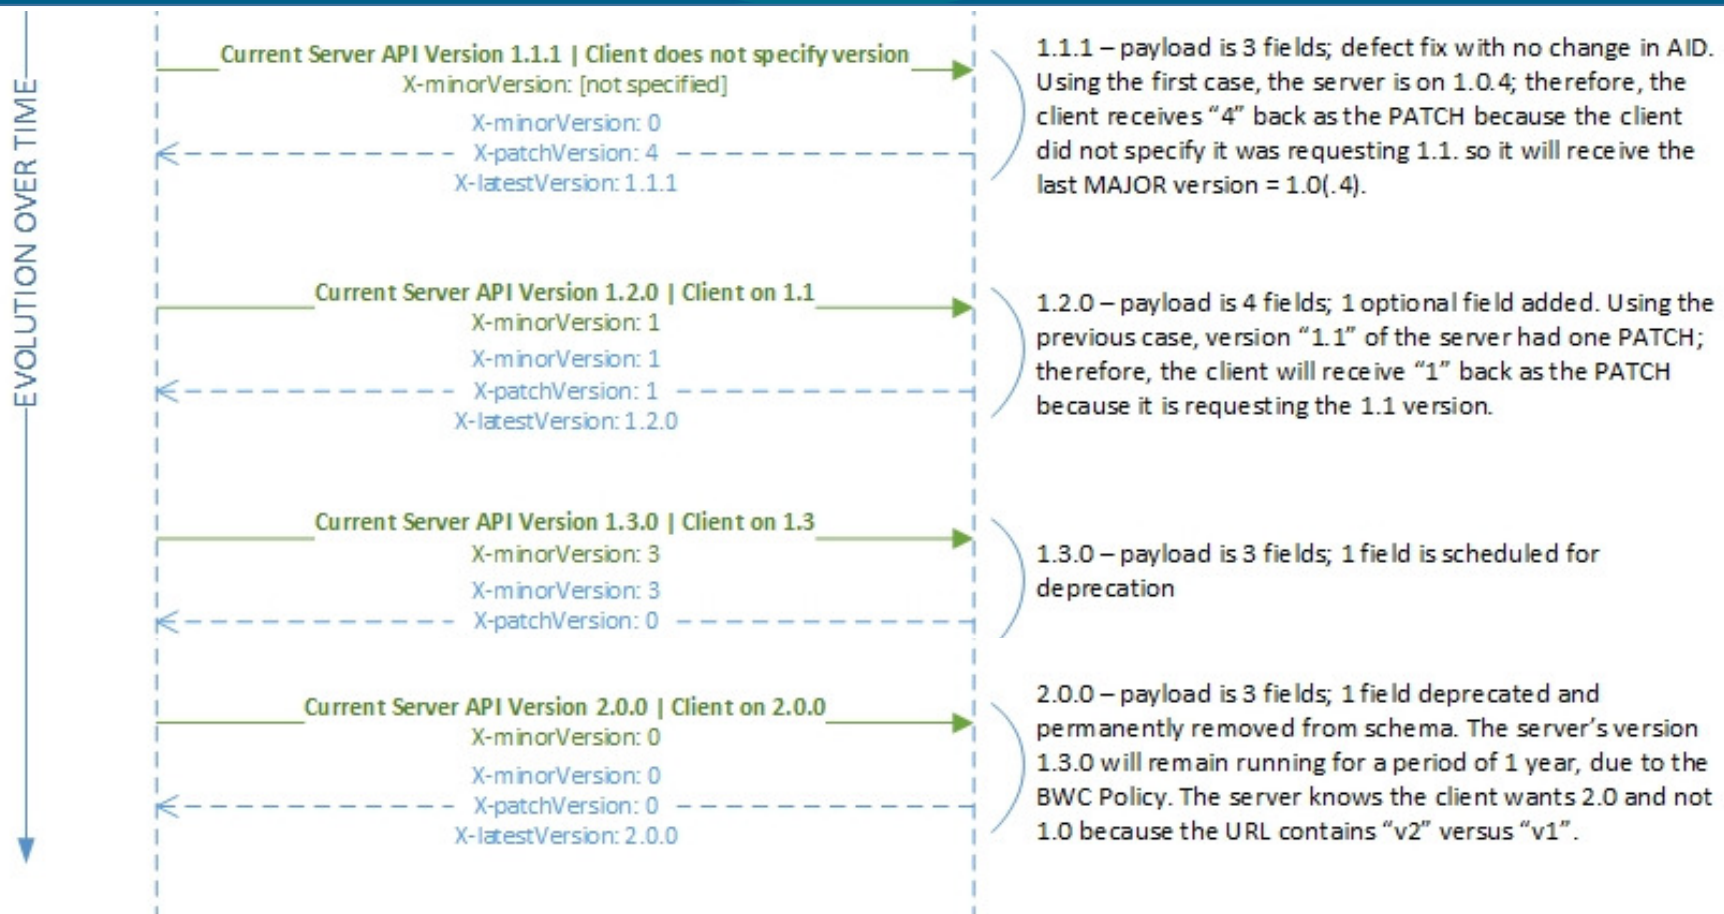 EVOLUTION OVER TIME
Current Server API Version 1.1.1 | Client does not specify version
X-minorVersion: [not specified]
X-minorVersion: 0
X-patchVersion: 4
X-latestVersion: 1.1.1
1.1.1 – payload is 3 fields; defect fix with no change in AID.
Using the first case, the server is on 1.0.4; therefore, the
client receives “4” back as the PATCH because the client
did not specify it was requesting 1.1. so it will receive the
last MAJOR version = 1.0(.4).
Current Server API Version 1.2.0 | Client on 1.1
X-minorVersion: 1
X-minorVersion: 1
X-patchVersion: 1
X-latestVersion: 1.2.0
1.2.0 – payload is 4 fields; 1 optional field added. Using the
previous case, version “1.1” of the server had one PATCH;
therefore, the client will receive “1” back as the PATCH
because it is requesting the 1.1 version.
Current Server API Version 1.3.0 | Client on 1.3
X-minorVersion: 3
X-minorVersion: 3
X-patchVersion: 0
1.3.0 – payload is 3 fields; 1 field is scheduled for
deprecation
Current Server API Version 2.0.0 | Client on 2.0.0
X-minorVersion: 0
X-minorVersion: 0
X-patchVersion: 0
X-latestVersion: 2.0.0
2.0.0 – payload is 3 fields; 1 field deprecated and
permanently removed from schema. The server’s version
1.3.0 will remain running for a period of 1 year, due to the
BWC Policy. The server knows the client wants 2.0 and not
1.0 because the URL contains “v2” versus “v1”.